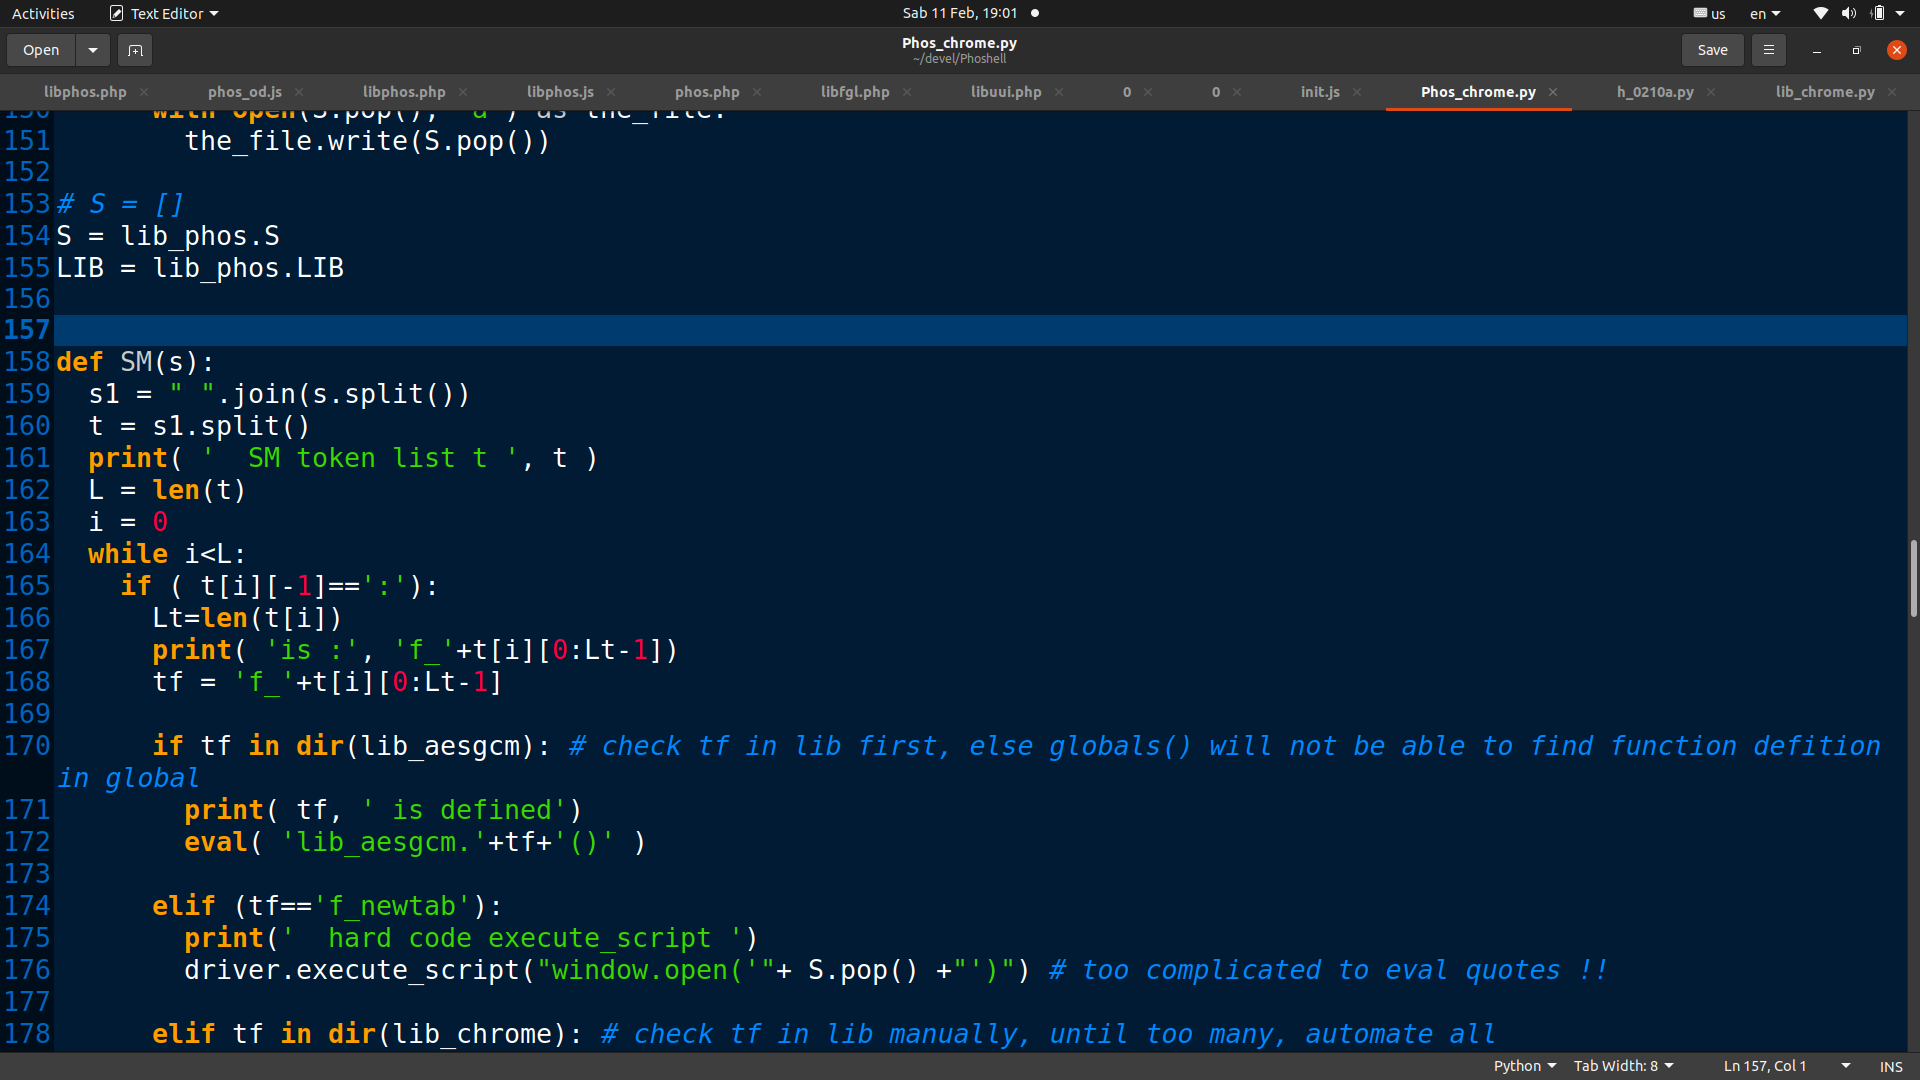 Activities Text Editor Sab 11 Feb, 19:01 us en
Open Phos_chrome.py Save
~/devel/Phoshell
libphos.php phos_od.js libphos.php libphos.js phos.php libfgl.php libuui.php 0 0 init.js Phos_chrome.py h_0210a.py lib_chrome.py
150 with open(S.pop(), 'a') as the_file:
151 the_file.write(S.pop())
152
153 # S = []
154 S = lib_phos.S
155 LIB = lib_phos.LIB
156
157
158 def SM(s):
159 s1 = " ".join(s.split())
160 t = s1.split()
161 print( '  SM token list t ', t )
162 L = len(t)
163 i = 0
164 while i<L:
165 if ( t[i][-1]==':'):
166 Lt=len(t[i])
167 print( 'is :', 'f_'+t[i][0:Lt-1])
168 tf = 'f_'+t[i][0:Lt-1]
169
170 if tf in dir(lib_aesgcm): # check tf in lib first, else globals() will not be able to find function defition
in global
171 print( tf, ' is defined')
172 eval( 'lib_aesgcm.'+tf+'()' )
173
174 elif (tf=='f_newtab'):
175 print('  hard code execute_script ')
176 driver.execute_script("window.open('"+ S.pop() +"')") # too complicated to eval quotes !!
177
178 elif tf in dir(lib_chrome): # check tf in lib manually, until too many, automate all
Python Tab Width: 8 Ln 157, Col 1 INS